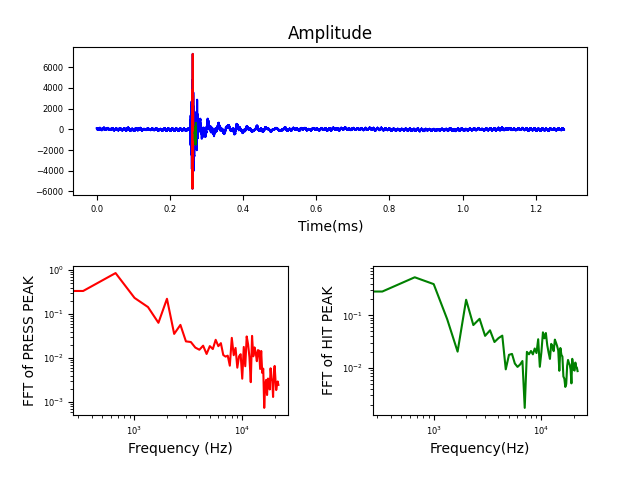 Amplitude
6000
4000
2000
0
−2000
−4000
−6000
0.0 0.2 0.4 0.6 0.8 1.0 1.2
Time(ms)
FFT of PRESS PEAK
10⁰
10⁻¹
10⁻²
10⁻³
10³ 10⁴
Frequency (Hz)
FFT of HIT PEAK
10⁻¹
10⁻²
10³ 10⁴
Frequency(Hz)